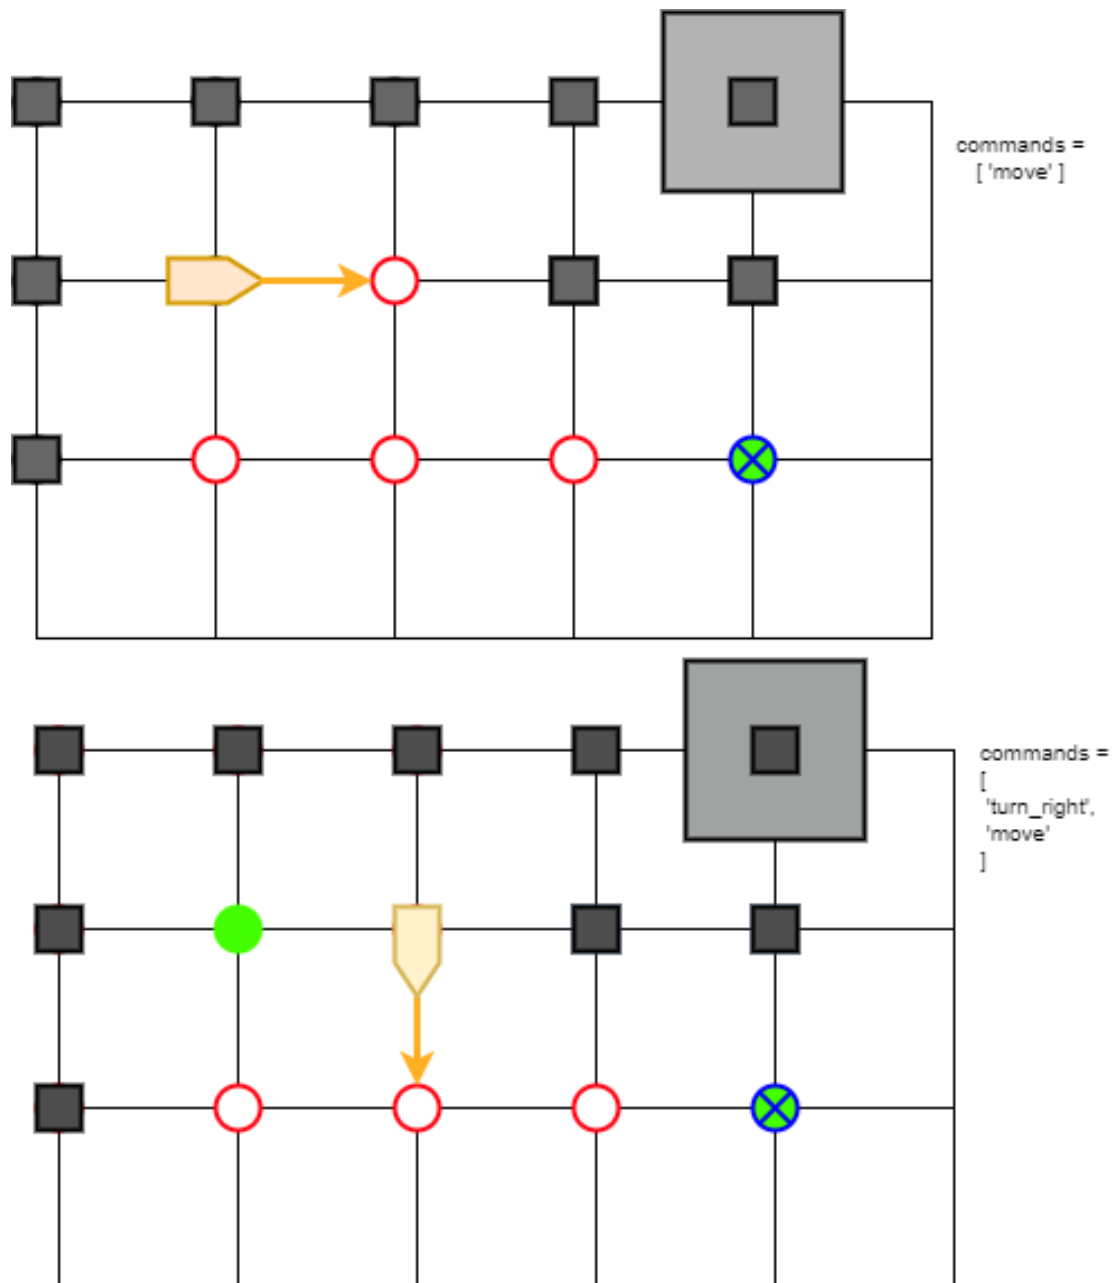 commands =
[ 'move' ]
commands =
[
'turn_right',
'move'
]